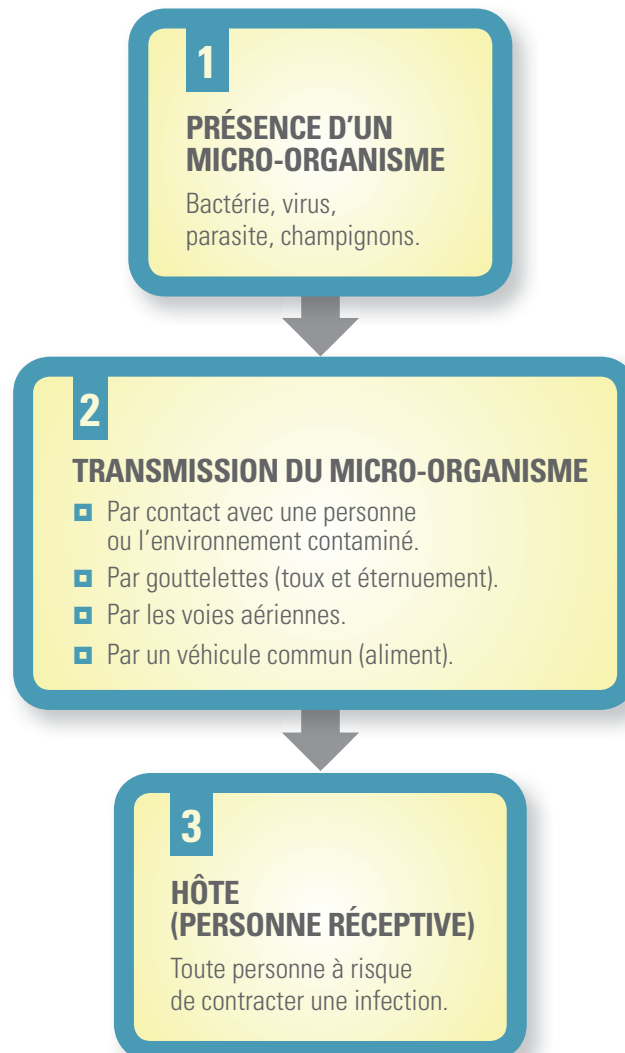 1
PRÉSENCE D'UN
MICRO-ORGANISME
Bactérie, virus,
parasite, champignons.
2
TRANSMISSION DU MICRO-ORGANISME
Par contact avec une personne
ou l'environnement contaminé.
Par gouttelettes (toux et éternuement).
Par les voies aériennes.
Par un véhicule commun (aliment).
3
HÔTE
(PERSONNE RÉCEPTIVE)
Toute personne à risque
de contracter une infection.